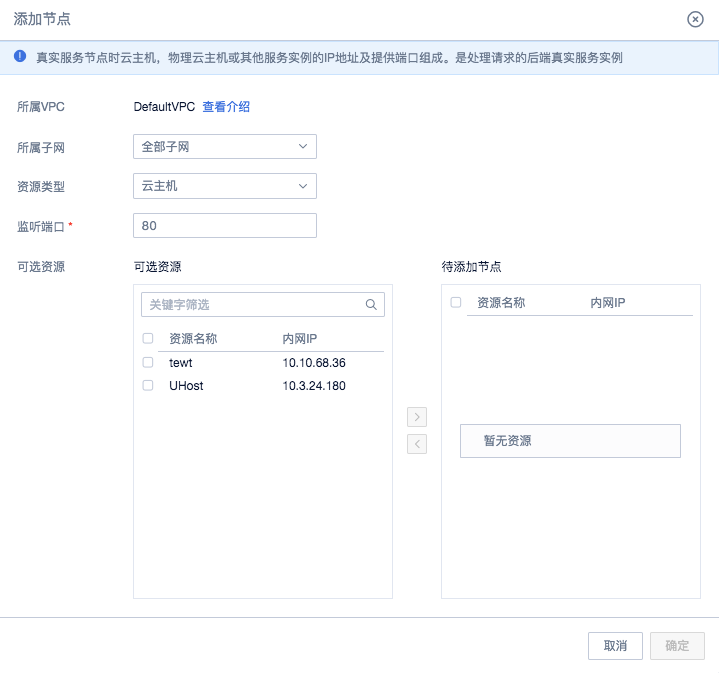 添加节点
真实服务节点时云主机，物理云主机或其他服务实例的IP地址及提供端口组成。是处理请求的后端真实服务实例
所属VPC DefaultVPC 查看介绍
所属子网 全部子网
资源类型 云主机
监听端口 * 80
可选资源 可选资源 待添加节点
关键字筛选
资源名称 内网IP
tewt 10.10.68.36
UHost 10.3.24.180
资源名称 内网IP
暂无资源
取消 确定